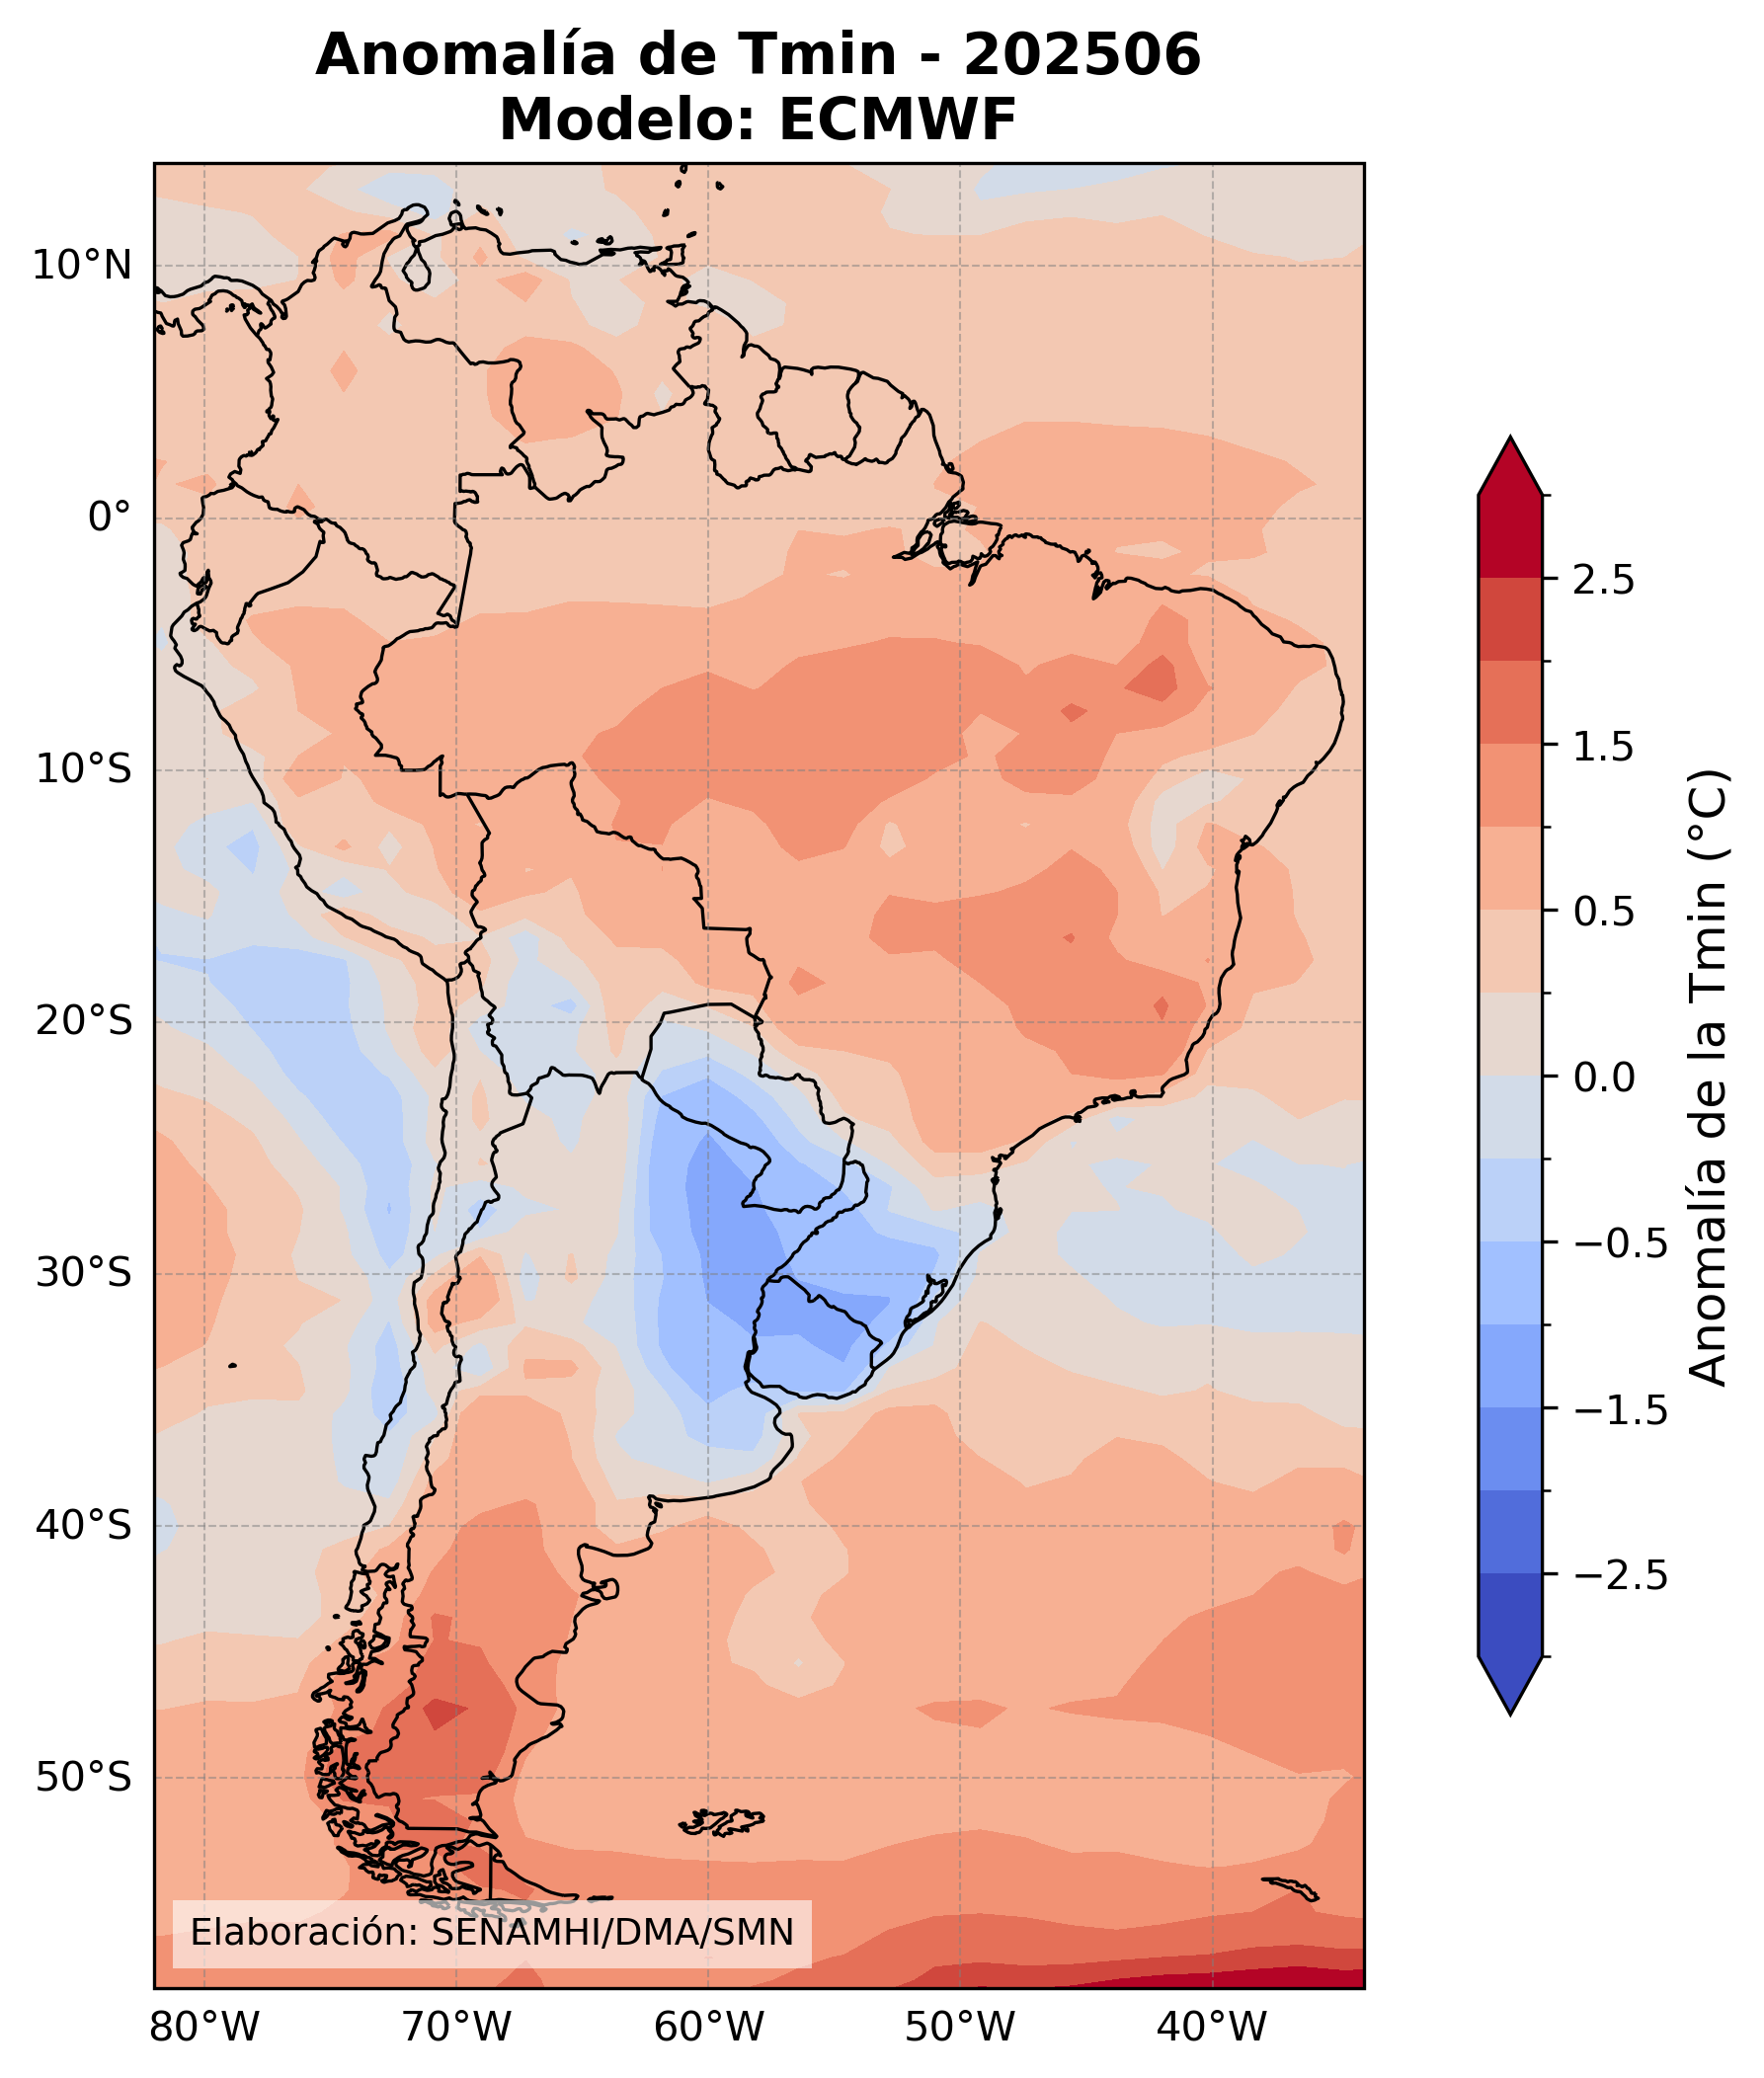 Anomalía de Tmin - 202506
Modelo: ECMWF
10°N
0°
10°S
20°S
30°S
40°S
50°S
80°W
70°W
60°W
50°W
40°W
Elaboración: SENAMHI/DMA/SMN
2.5
1.5
0.5
0.0
−0.5
−1.5
−2.5
Anomalía de la Tmin (°C)